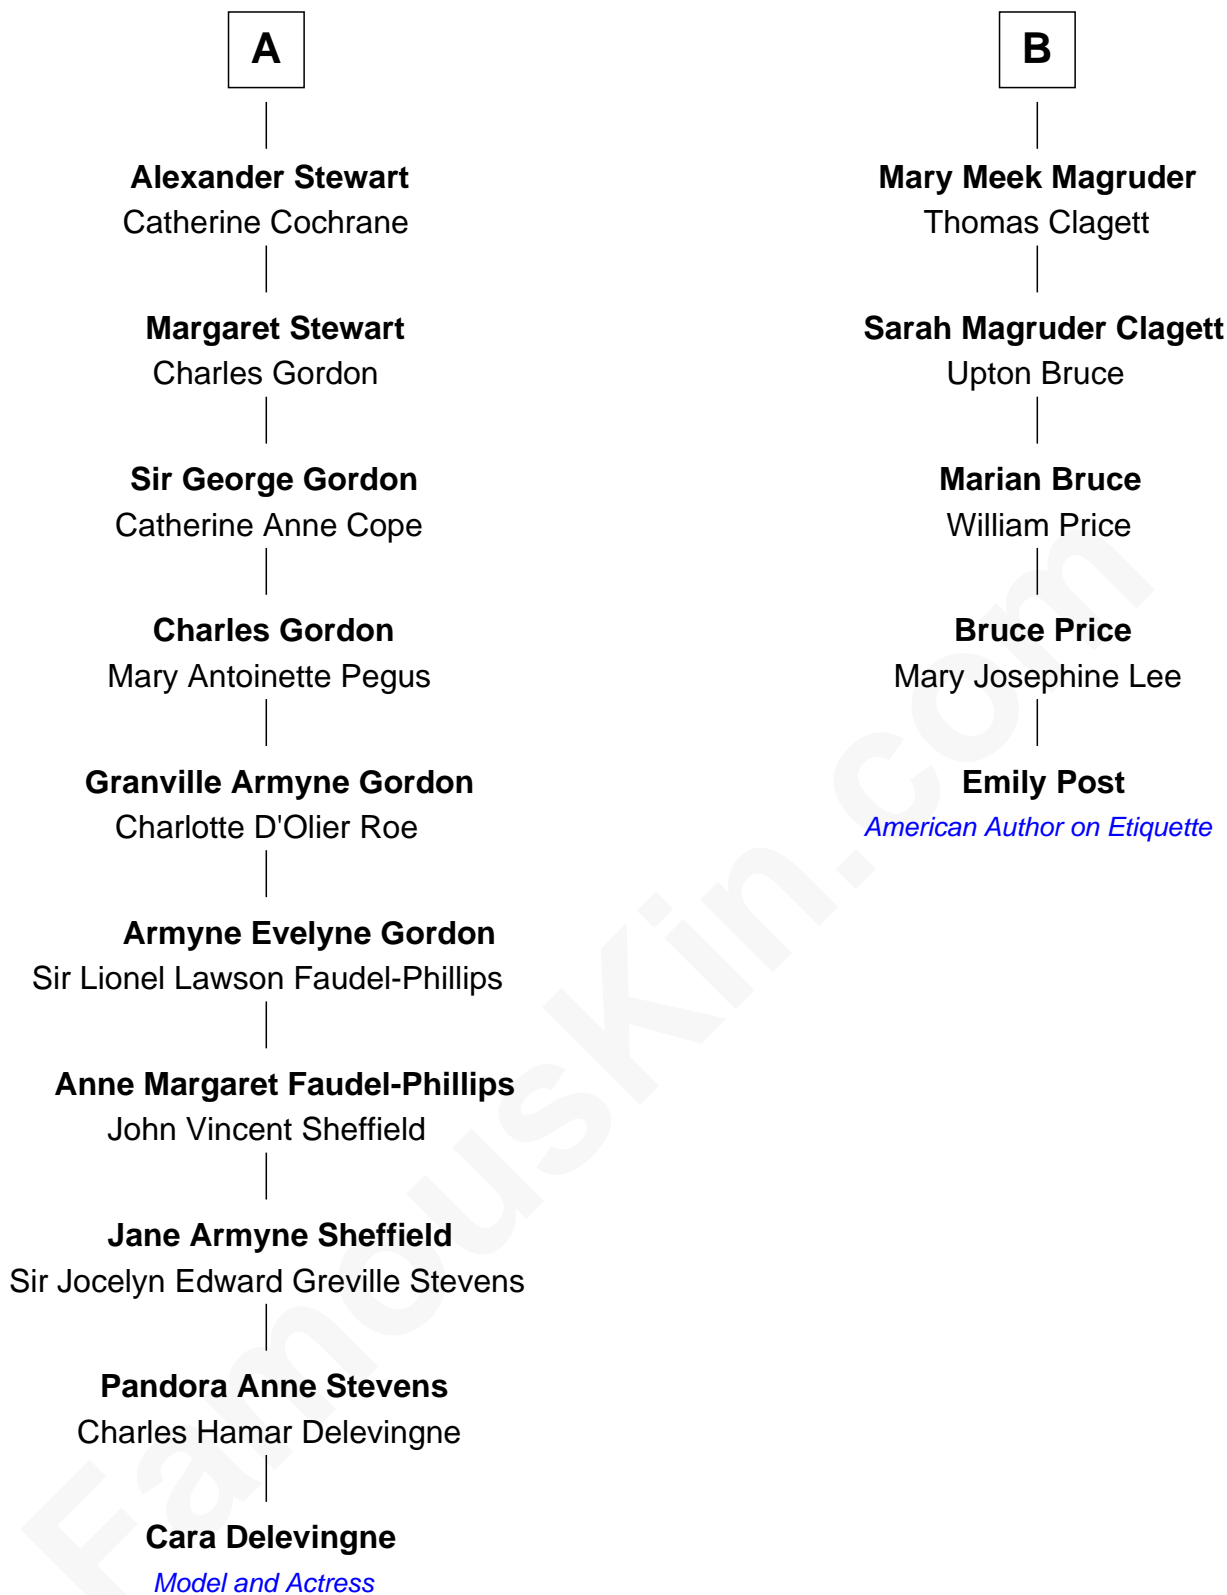 A
Alexander Stewart
Catherine Cochrane
Margaret Stewart
Charles Gordon
Sir George Gordon
Catherine Anne Cope
Charles Gordon
Mary Antoinette Pegus
Granville Armyne Gordon
Charlotte D'Olier Roe
Armyne Evelyne Gordon
Sir Lionel Lawson Faudel-Phillips
Anne Margaret Faudel-Phillips
John Vincent Sheffield
Jane Armyne Sheffield
Sir Jocelyn Edward Greville Stevens
Pandora Anne Stevens
Charles Hamar Delevingne
Cara Delevingne
Model and Actress
B
Mary Meek Magruder
Thomas Clagett
Sarah Magruder Clagett
Upton Bruce
Marian Bruce
William Price
Bruce Price
Mary Josephine Lee
Emily Post
American Author on Etiquette
FamousKin.com